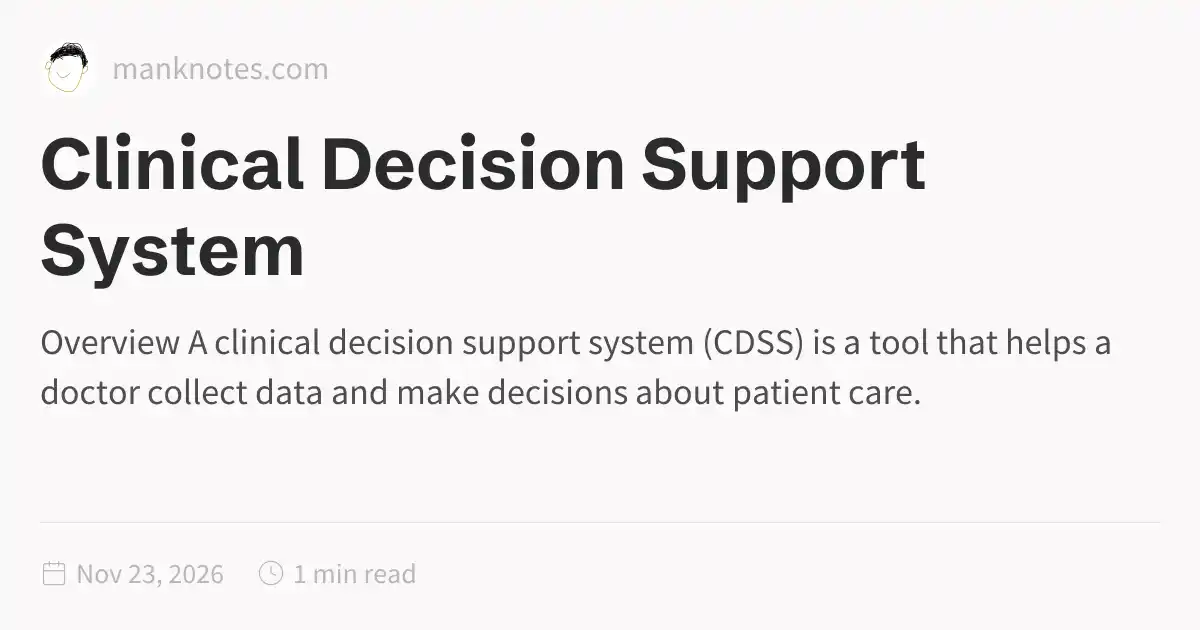 manknotes.com
Clinical Decision Support
System
Overview A clinical decision support system (CDSS) is a tool that helps a
doctor collect data and make decisions about patient care.
Nov 23, 2026 1 min read